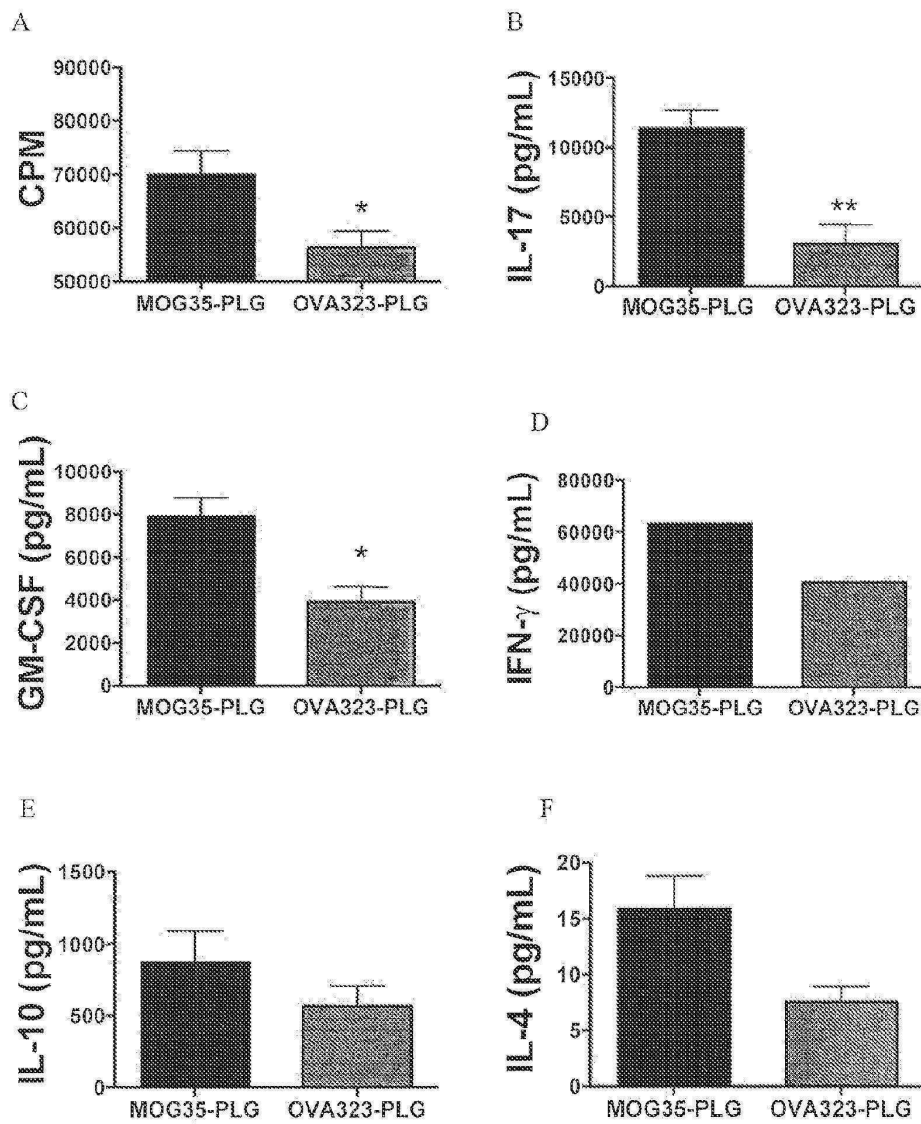 A
CPM
90000
80000
70000
60000
50000
*
MOG35-PLG OVA323-PLG
B
IL-17 (pg/mL)
15000
10000
5000
0
**
MOG35-PLG OVA323-PLG
C
GM-CSF (pg/mL)
10000
8000
6000
4000
2000
0
*
MOG35-PLG OVA323-PLG
D
IFN-γ (pg/mL)
80000
60000
40000
20000
0
MOG35-PLG OVA323-PLG
E
IL-10 (pg/mL)
1500
1000
500
0
MOG35-PLG OVA323-PLG
F
IL-4 (pg/mL)
20
15
10
5
0
MOG35-PLG OVA323-PLG